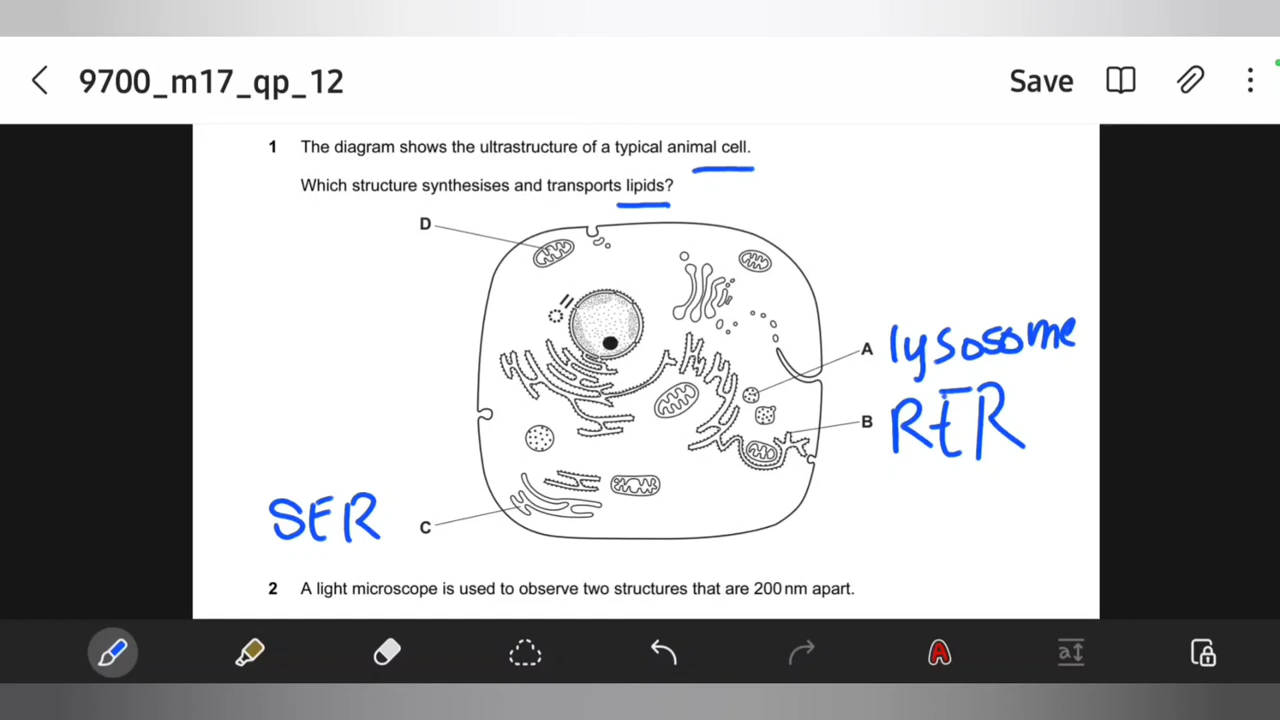 9700_m17_qp_12
Save
1 The diagram shows the ultrastructure of a typical animal cell.
Which structure synthesises and transports lipids?
D
A lysosome
B RER
SER C
2 A light microscope is used to observe two structures that are 200 nm apart.
A
a